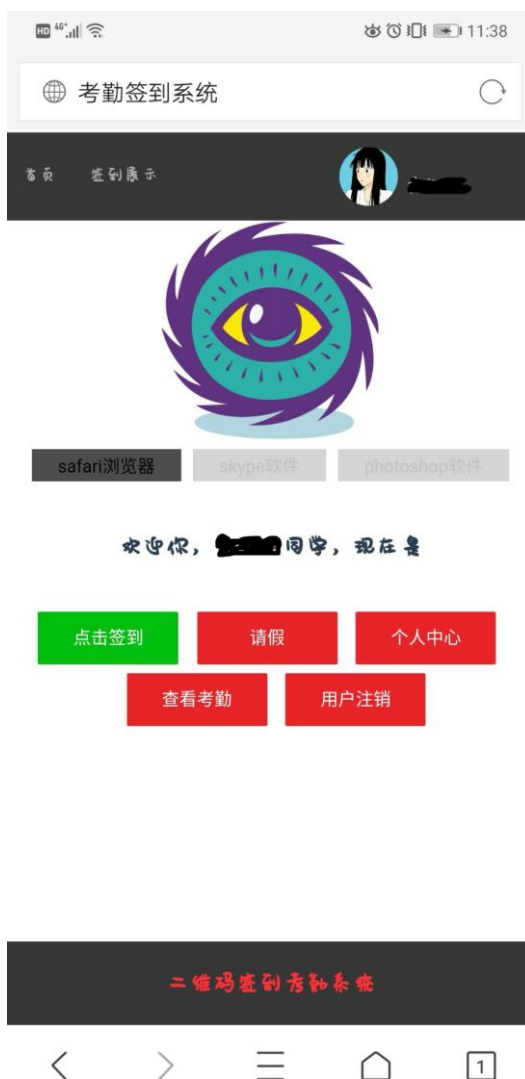 HD 4G+ 11:38
考勤签到系统
首页 签到展示
safari浏览器 skype软件 photoshop软件
欢迎你, 同学, 现在是
点击签到 请假 个人中心
查看考勤 用户注销
二维码签到考勤系统
1